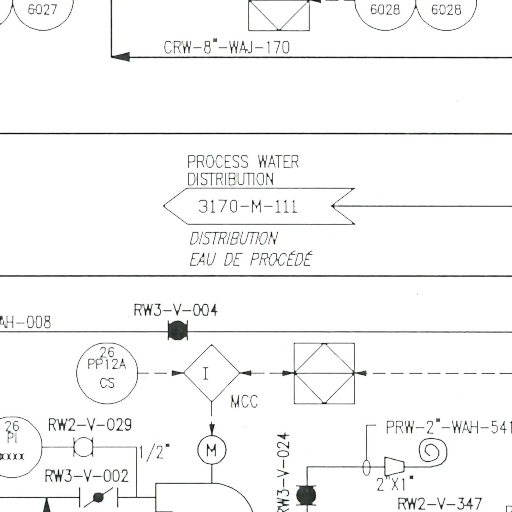 6027
6028
6028
CRW-8"-WAJ-170
PROCESS WATER
DISTRIBUTION
3170-M-111
DISTRIBUTION
EAU DE PROCÉDÉ
AH-008
RW3-V-004
26
PP12A
CS
I
MCC
26
PI
xxxx
RW2-V-029
1/2"
M
RW3-V-002
RW3-V-024
PRW-2"-WAH-541
2"X1"
RW2-V-347